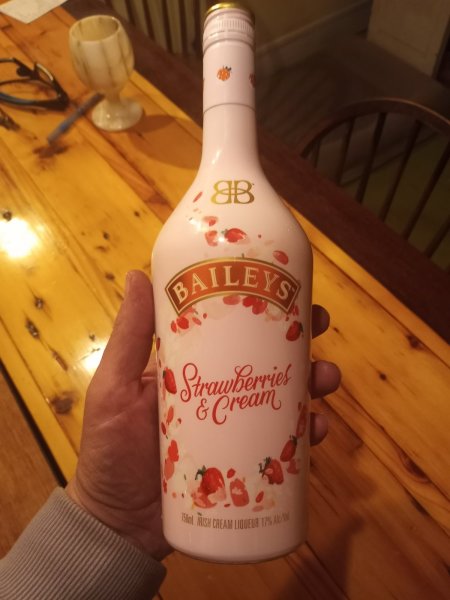 BAILEYS
Strawberries
& Cream
750ml IRISH CREAM LIQUEUR 17% Alc/Vol